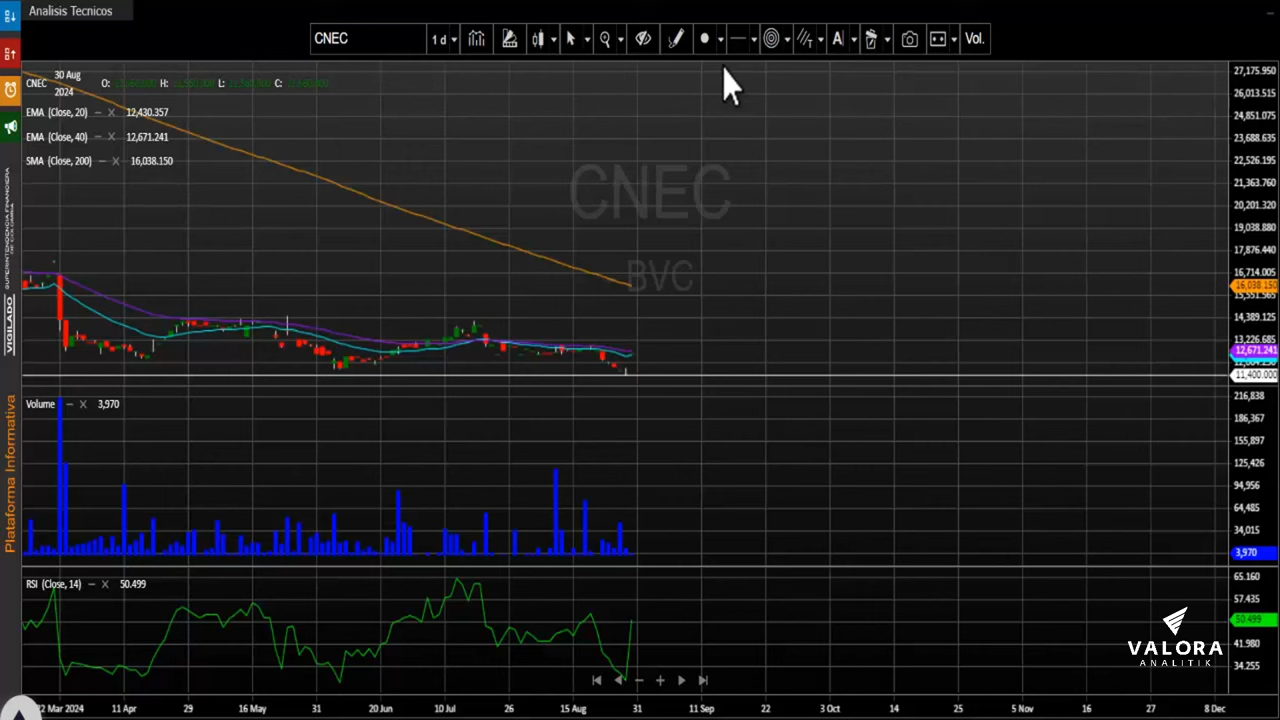 Analisis Tecnicos
CNEC
1 d
Vol.
CNEC
30 Aug
2024
O:
H:
L:
C:
EMA (Close, 20)
12,430.357
EMA (Close, 40)
12,671.241
SMA (Close, 200)
16,038.150
CNEC
BVC
27,175.950
26,013.515
24,851.075
23,688.635
22,526.195
21,363.760
20,201.320
19,038.880
17,876.440
16,714.005
16,038.150
15,551.565
14,389.125
13,226.685
12,671.241
11,400.000
SUPERINTENDENCIA FINANCIERA
DE COLOMBIA
VIGILADO
Plataforma Informativa
Volume
3,970
216,838
186,367
155,897
125,426
94,956
64,485
34,015
3,970
RSI (Close, 14)
50.499
65.160
57.435
50.499
41.980
34.255
VALORA
ANALITIK
22 Mar 2024
11 Apr
29
16 May
31
20 Jun
10 Jul
26
15 Aug
31
11 Sep
22
3 Oct
14
25
5 Nov
16
27
8 Dec